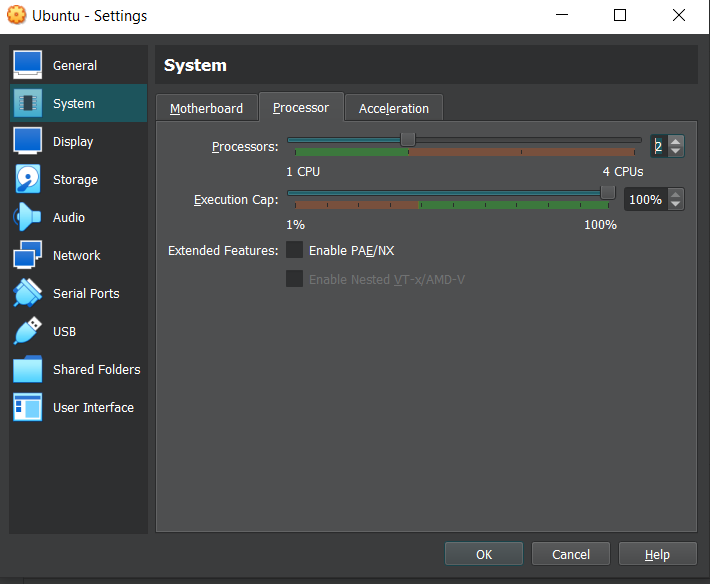 Ubuntu - Settings
General
System
Display
Storage
Audio
Network
Serial Ports
USB
Shared Folders
User Interface
System
Motherboard Processor Acceleration
Processors: 2
1 CPU 4 CPUs
Execution Cap: 100%
1% 100%
Extended Features: Enable PAE/NX
Enable Nested VT-x/AMD-V
OK Cancel Help